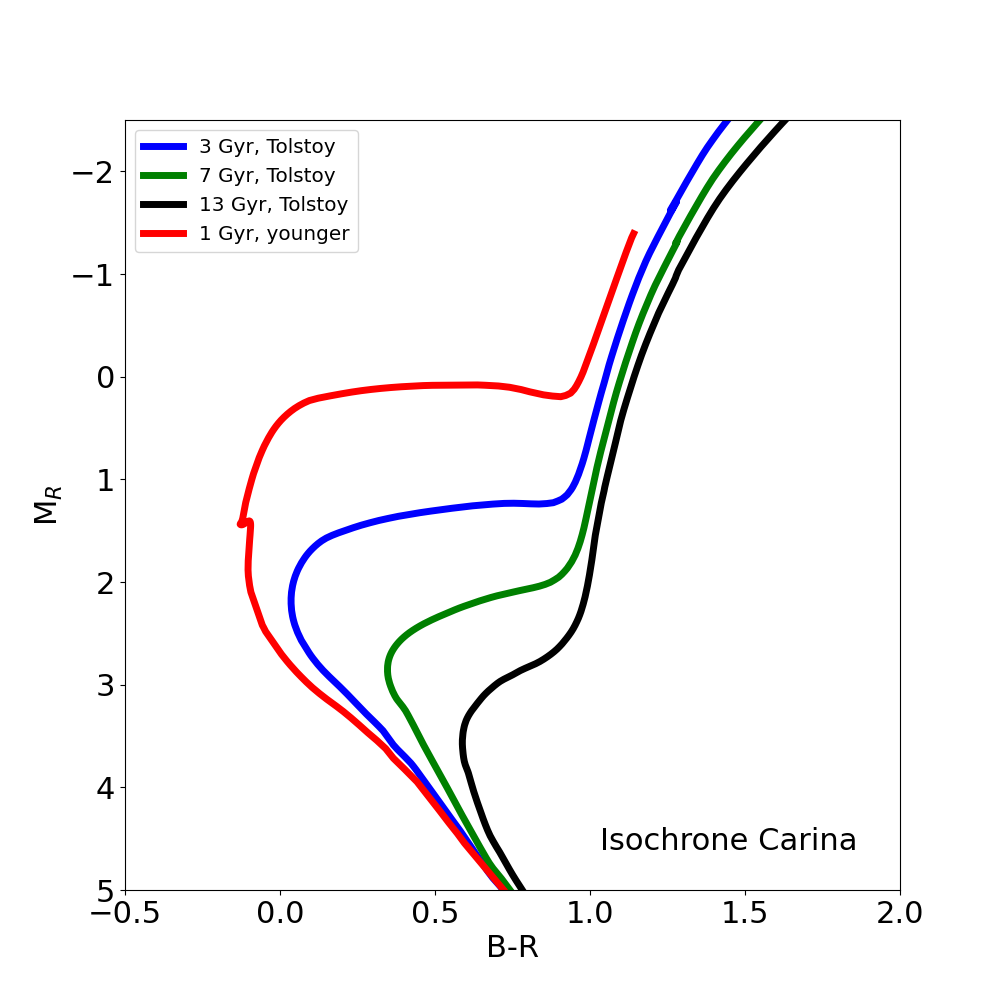 3 Gyr, Tolstoy
7 Gyr, Tolstoy
13 Gyr, Tolstoy
1 Gyr, younger
−2
−1
0
1
2
3
4
5
M_R
Isochrone Carina
−0.5 0.0 0.5 1.0 1.5 2.0
B-R